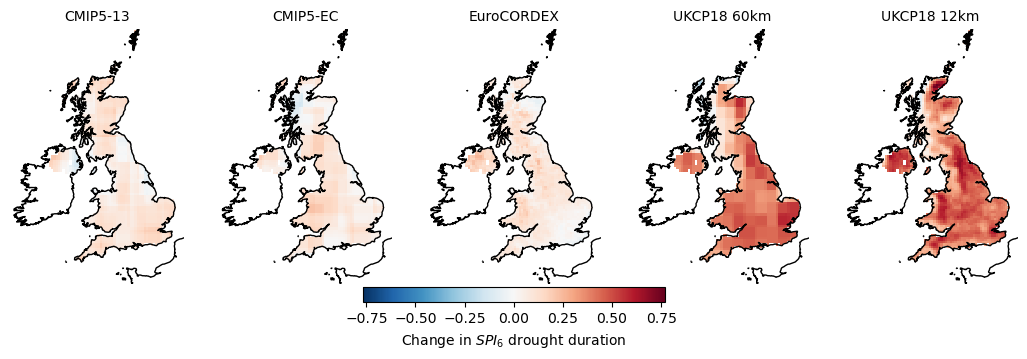 CMIP5-13 CMIP5-EC EuroCORDEX UKCP18 60km UKCP18 12km
−0.75 −0.50 −0.25 0.00 0.25 0.50 0.75
Change in SPI₆ drought duration